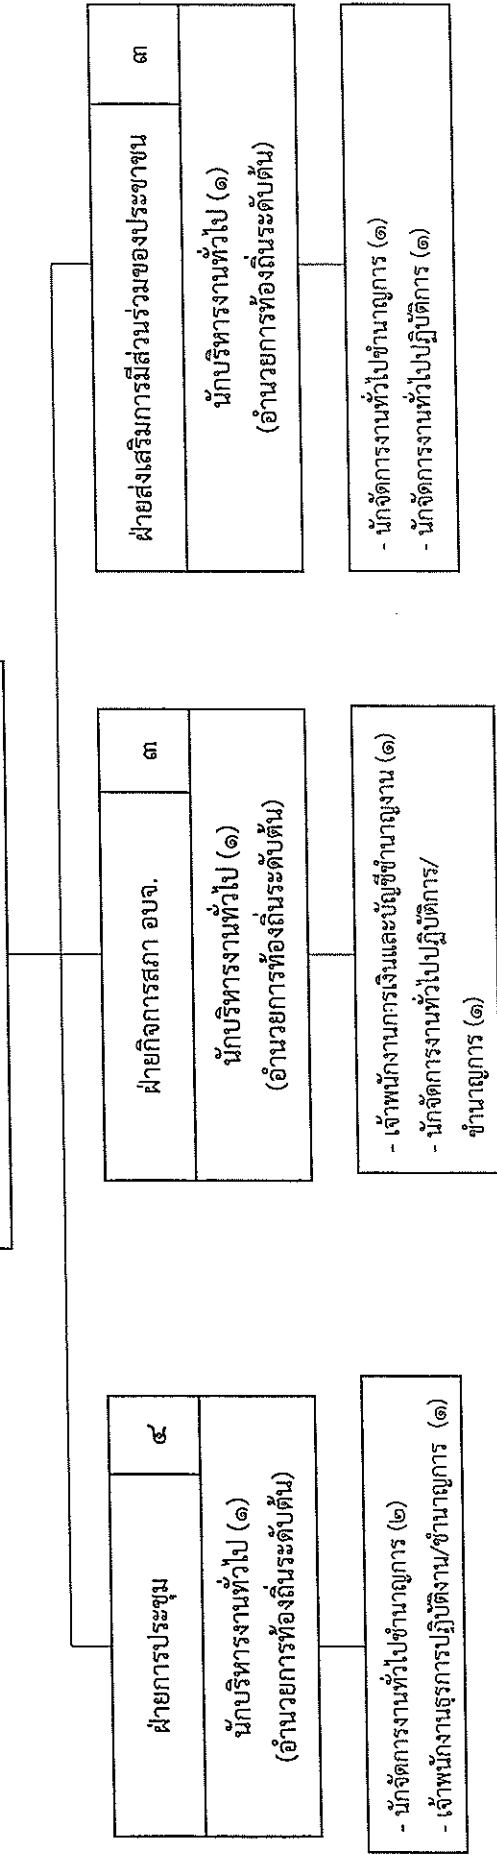 ฝ่ายการประชุม ๔
นักบริหารงานทั่วไป (๑)
(อำนวยการท้องถิ่นระดับต้น)
- นักจัดการงานทั่วไปชำนาญการ (๒)
- เจ้าพนักงานธุรการปฏิบัติงาน/ชำนาญการ (๑)
ฝ่ายกิจการสภา อบจ. ๓
นักบริหารงานทั่วไป (๑)
(อำนวยการท้องถิ่นระดับต้น)
- เจ้าพนักงานการเงินและบัญชีชำนาญงาน (๑)
- นักจัดการงานทั่วไปปฏิบัติการ/
ชำนาญการ (๑)
ฝ่ายส่งเสริมการมีส่วนร่วมของประชาชน ๓
นักบริหารงานทั่วไป (๑)
(อำนวยการท้องถิ่นระดับต้น)
- นักจัดการงานทั่วไปชำนาญการ (๑)
- นักจัดการงานทั่วไปปฏิบัติการ (๑)